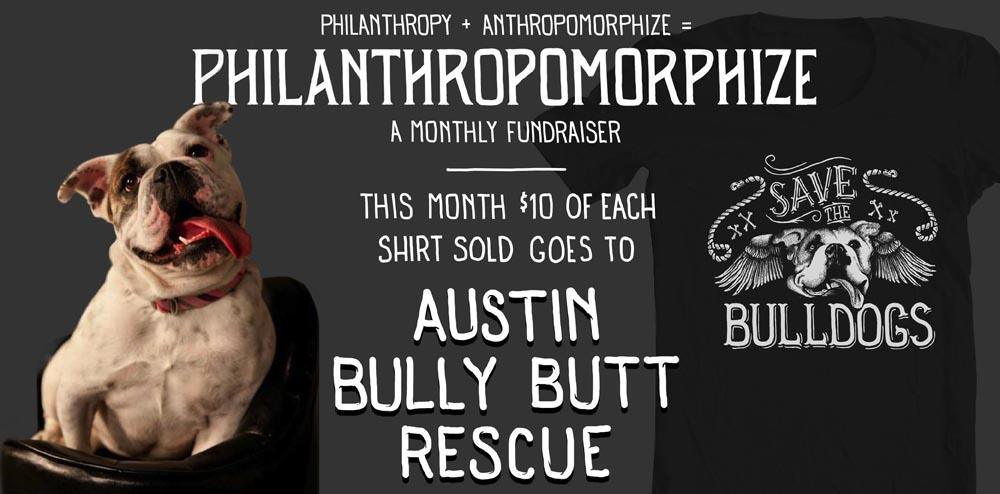 PHILANTHROPY + ANTHROPOMORPHIZE =
PHILANTHROPOMORPHIZE
A MONTHLY FUNDRAISER
THIS MONTH $10 OF EACH
SHIRT SOLD GOES TO
AUSTIN
BULLY BUTT
RESCUE
SAVE
THE
BULLDOGS